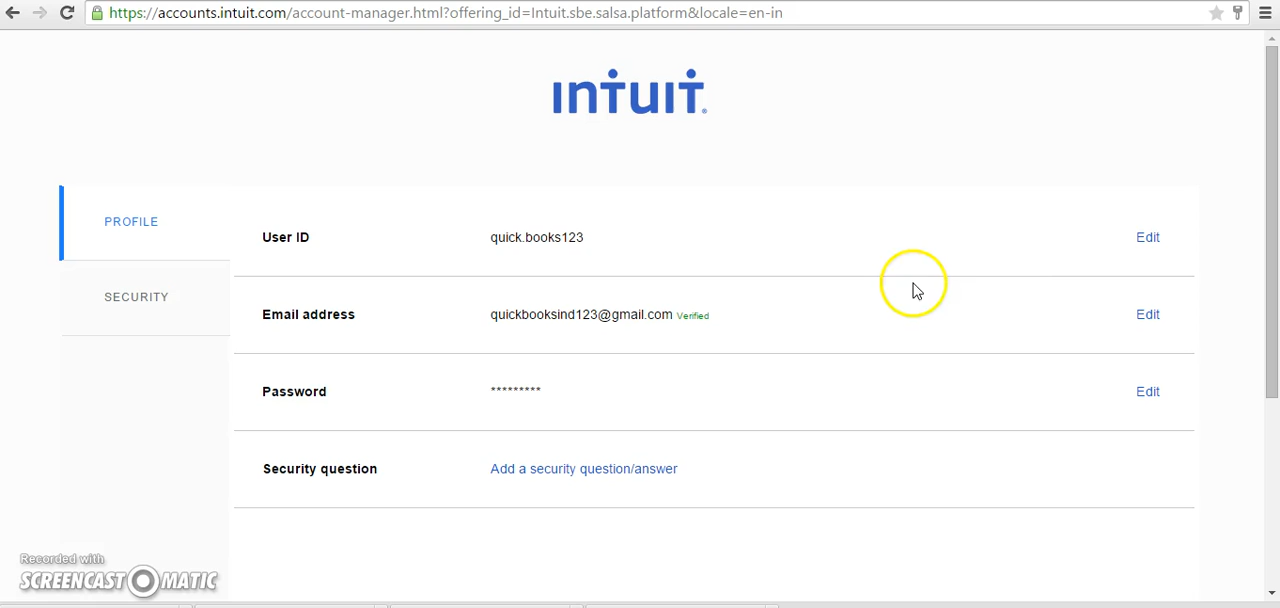 https://accounts.intuit.com/account-manager.html?offering_id=Intuit.sbe.salsa.platform&locale=en-in
intuit.
PROFILE
SECURITY
User ID quick.books123 Edit
Email address quickbooksind123@gmail.com Verified Edit
Password ********* Edit
Security question Add a security question/answer
Recorded with
SCREENCAST-O-MATIC